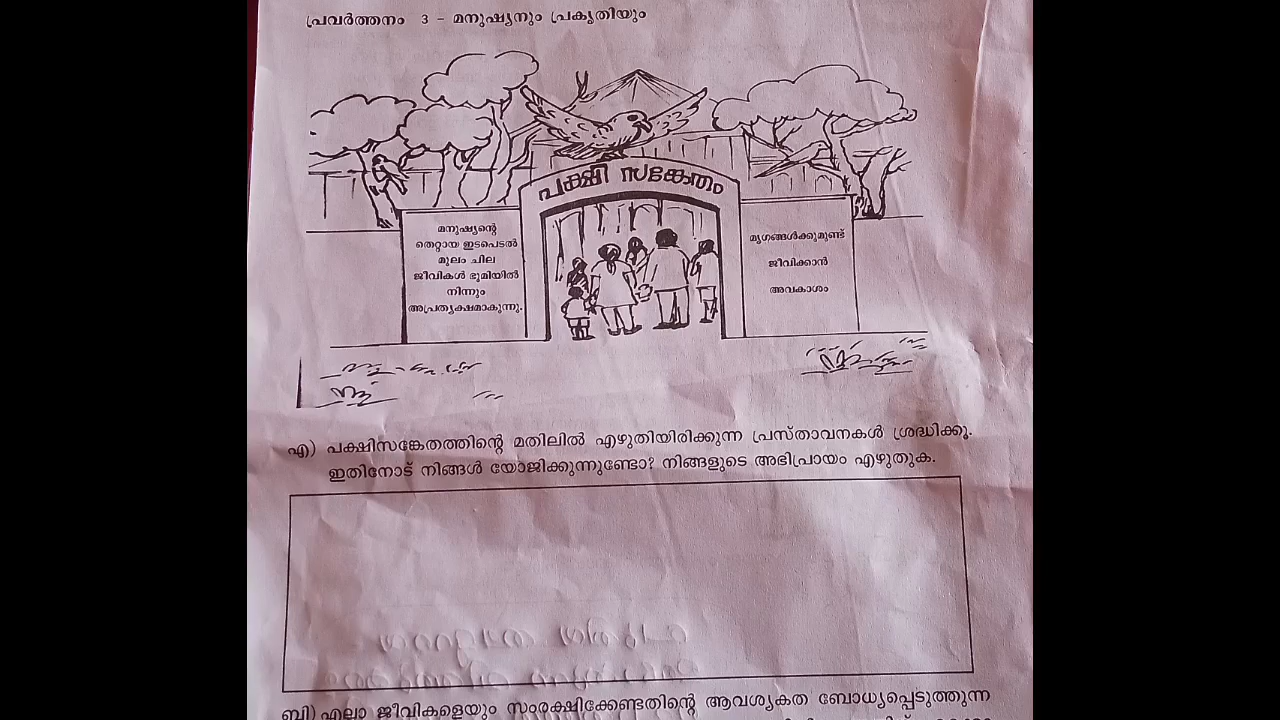 പ്രവർത്തനം 3 – മനുഷ്യനും പ്രകൃതിയും
പക്ഷി സങ്കേതം
മനുഷ്യന്റെ
തെറ്റായ ഇടപെടൽ
മൂലം ചില
ജീവികൾ ഭൂമിയിൽ
നിന്നും
അപ്രത്യക്ഷമാകുന്നു.
മൃഗങ്ങൾക്കുമുണ്ട്
ജീവിക്കാൻ
അവകാശം
എ) പക്ഷിസങ്കേതത്തിന്റെ മതിലിൽ എഴുതിയിരിക്കുന്ന പ്രസ്താവനകൾ ശ്രദ്ധിക്കൂ.
ഇതിനോട് നിങ്ങൾ യോജിക്കുന്നുണ്ടോ? നിങ്ങളുടെ അഭിപ്രായം എഴുതുക.
ബി) എല്ലാ ജീവികളെയും സംരക്ഷിക്കേണ്ടതിന്റെ ആവശ്യകത ബോധ്യപ്പെടുത്തുന്ന